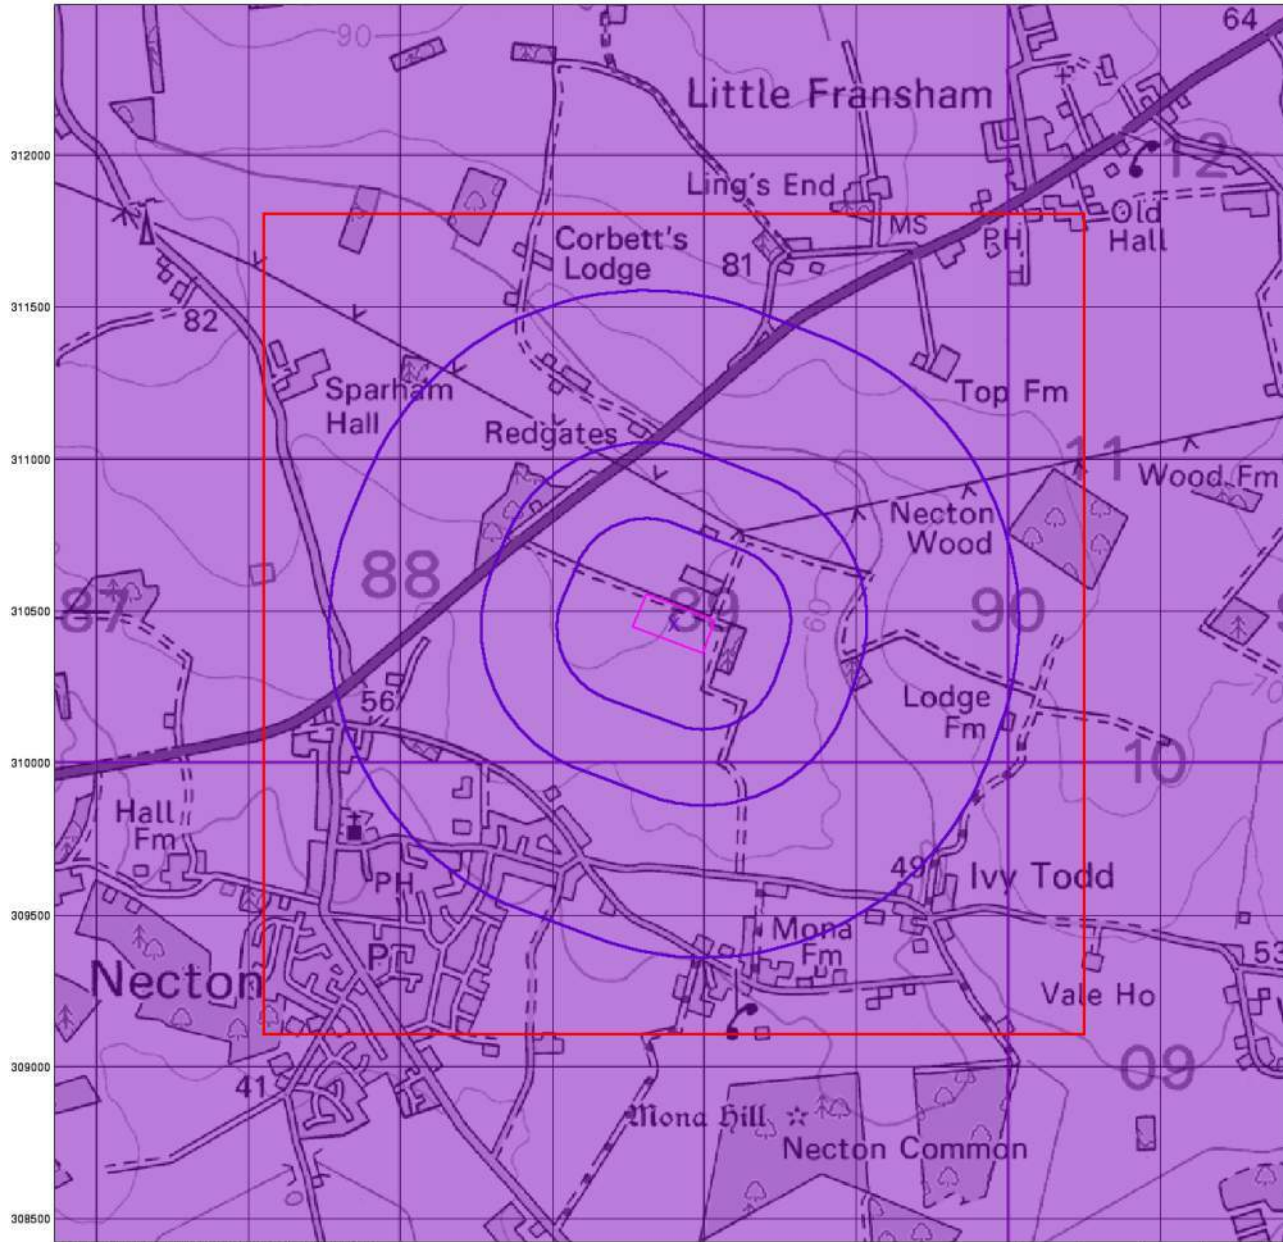 64
90
Little Fransham
312000
12
Ling's End
MS
Old
Hall
PH
Corbett's
Lodge
81
311500
82
Sparham
Hall
Top Fm
Redgates
311000
11
Wood Fm
Necton
Wood
88
87
310500
89
90
60
Lodge
Fm
70
56
310000
10
Hall
Fm
49
Ivy Todd
PH
309500
Mona
Fm
P
53
Necton
Vale Ho
309000
41
09
Mona Hill
Necton Common
308500